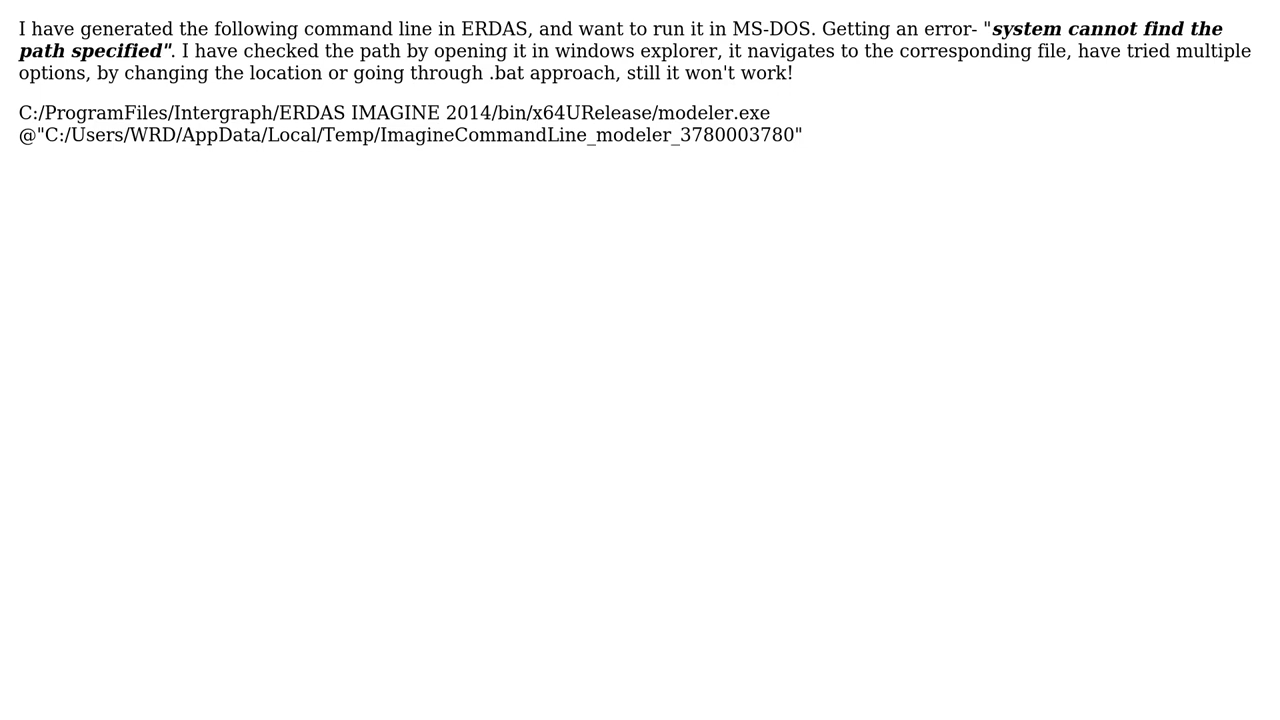 I have generated the following command line in ERDAS, and want to run it in MS-DOS. Getting an error- "system cannot find the
path specified". I have checked the path by opening it in windows explorer, it navigates to the corresponding file, have tried multiple
options, by changing the location or going through .bat approach, still it won't work!
C:/ProgramFiles/Intergraph/ERDAS IMAGINE 2014/bin/x64URelease/modeler.exe
@"C:/Users/WRD/AppData/Local/Temp/ImagineCommandLine_modeler_3780003780"